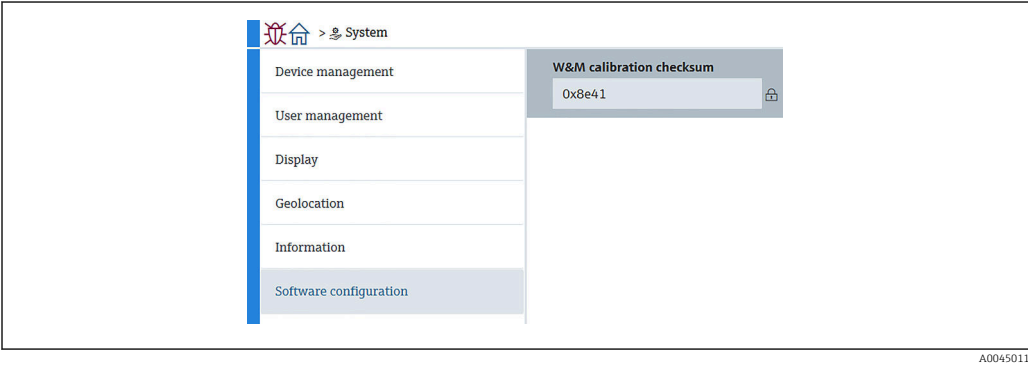 > System
Device management
User management
Display
Geolocation
Information
Software configuration
W&M calibration checksum
0x8e41
A0045011